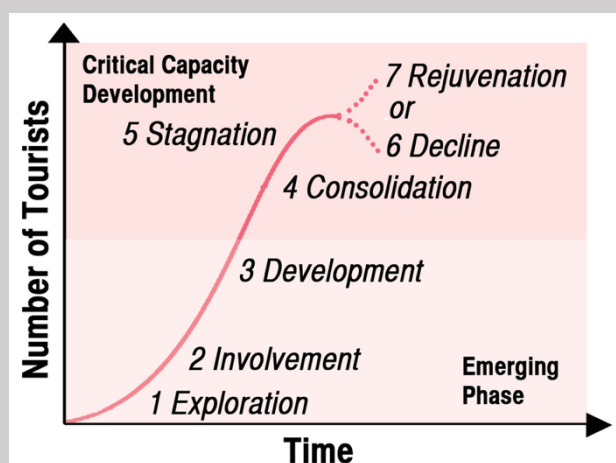 Critical Capacity
Development
7 Rejuvenation
or
5 Stagnation
6 Decline
4 Consolidation
3 Development
2 Involvement
1 Exploration
Emerging
Phase
Number of Tourists
Time